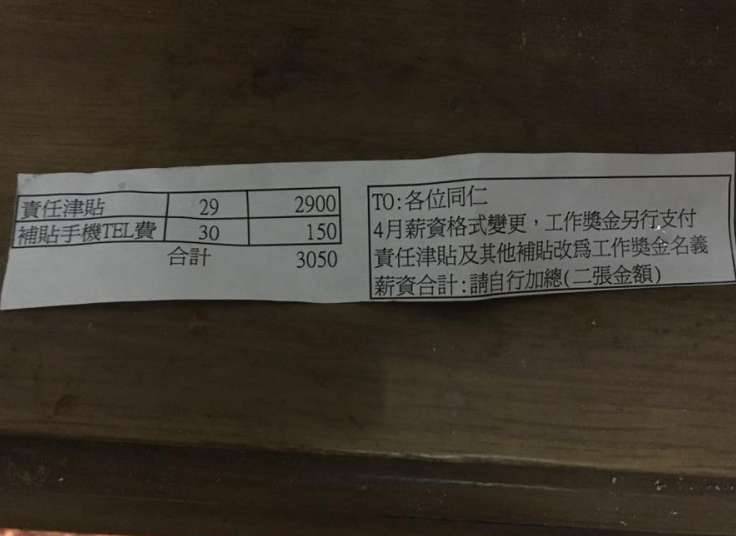 責任津貼 29 2900
補貼手機TEL費 30 150
合計 3050
TO:各位同仁
4月薪資格式變更，工作獎金另行支付
責任津貼及其他補貼改爲工作獎金名義
薪資合計:請自行加總(二張金額)